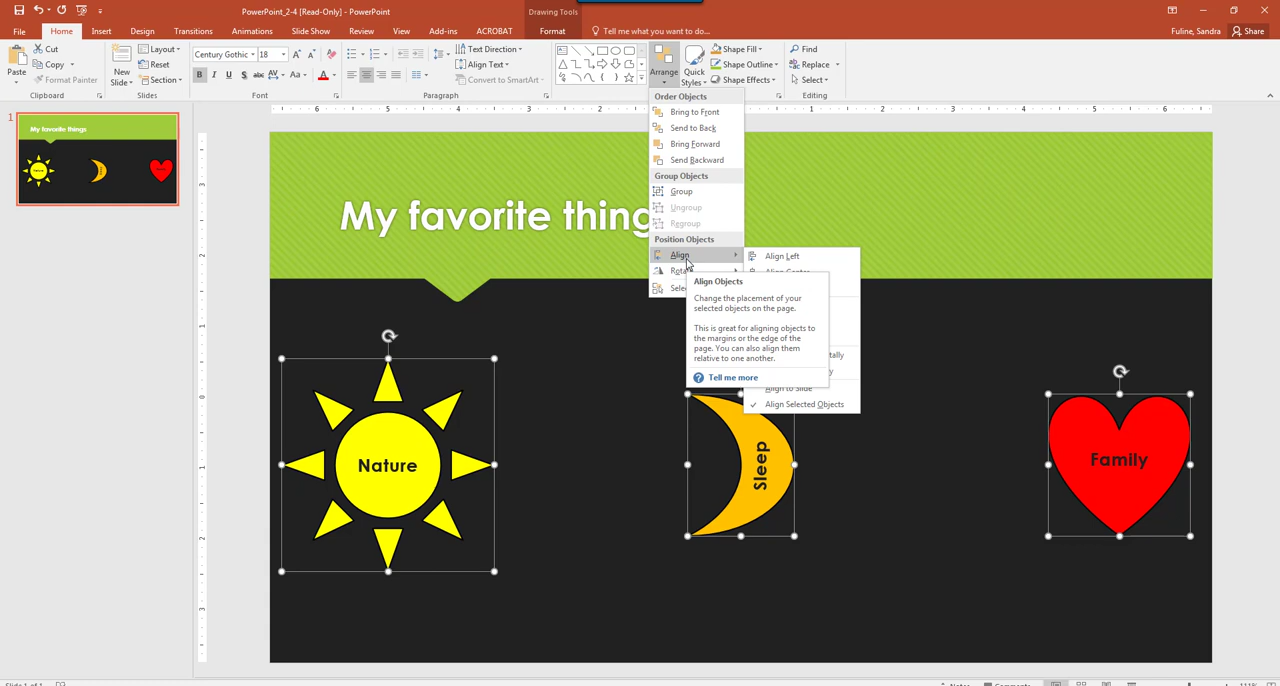 PowerPoint_2-4 [Read-Only] - PowerPoint
Drawing Tools
File Home Insert Design Transitions Animations Slide Show Review View Add-ins ACROBAT Format Tell me what you want to do... Fuline, Sandra Share
Paste
Cut
Copy
Format Painter
Clipboard
New Slide
Layout
Reset
Section
Slides
Century Gothic 18
B I U S abc AV Aa A
Font
Text Direction
Align Text
Convert to SmartArt
Paragraph
Arrange
Quick Styles
Shape Fill
Shape Outline
Shape Effects
Find
Replace
Select
Editing
Order Objects
Bring to Front
Send to Back
Bring Forward
Send Backward
Group Objects
Group
Ungroup
Regroup
Position Objects
Align
Align Left
Align Selected Objects
Align Objects
Change the placement of your
selected objects on the page.
This is great for aligning objects to
the margins or the edge of the
page. You can also align them
relative to one another.
Tell me more
1
My favorite things
Nature
My favorite thing
Nature
Sleep
Family